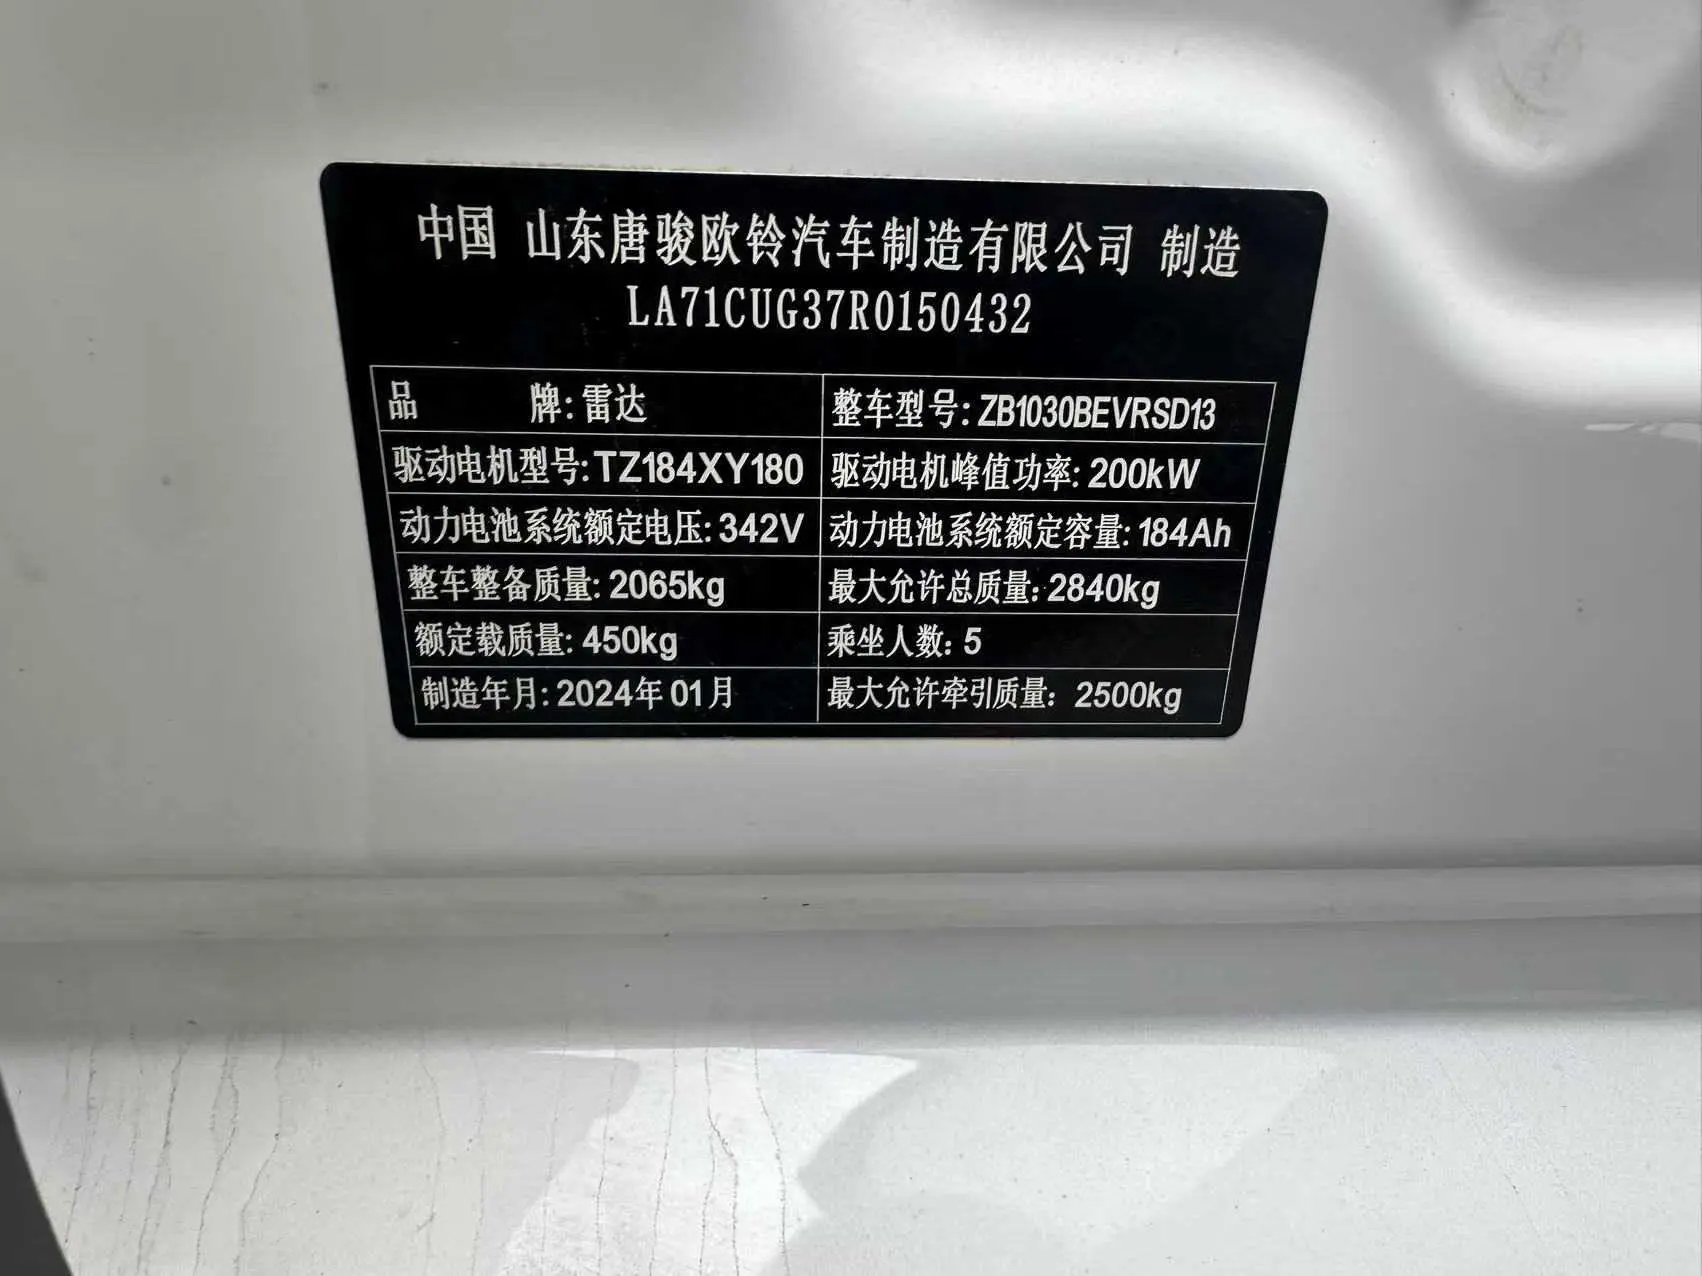 中国 山东唐骏欧铃汽车制造有限公司 制造
LA71CUG37R0150432
品 牌:雷达 整车型号:ZB1030BEVRSD13
驱动电机型号:TZ184XY180 驱动电机峰值功率:200kW
动力电池系统额定电压:342V 动力电池系统额定容量:184Ah
整车整备质量:2065kg 最大允许总质量:2840kg
额定载质量:450kg 乘坐人数:5
制造年月:2024年01月 最大允许牵引质量: 2500kg